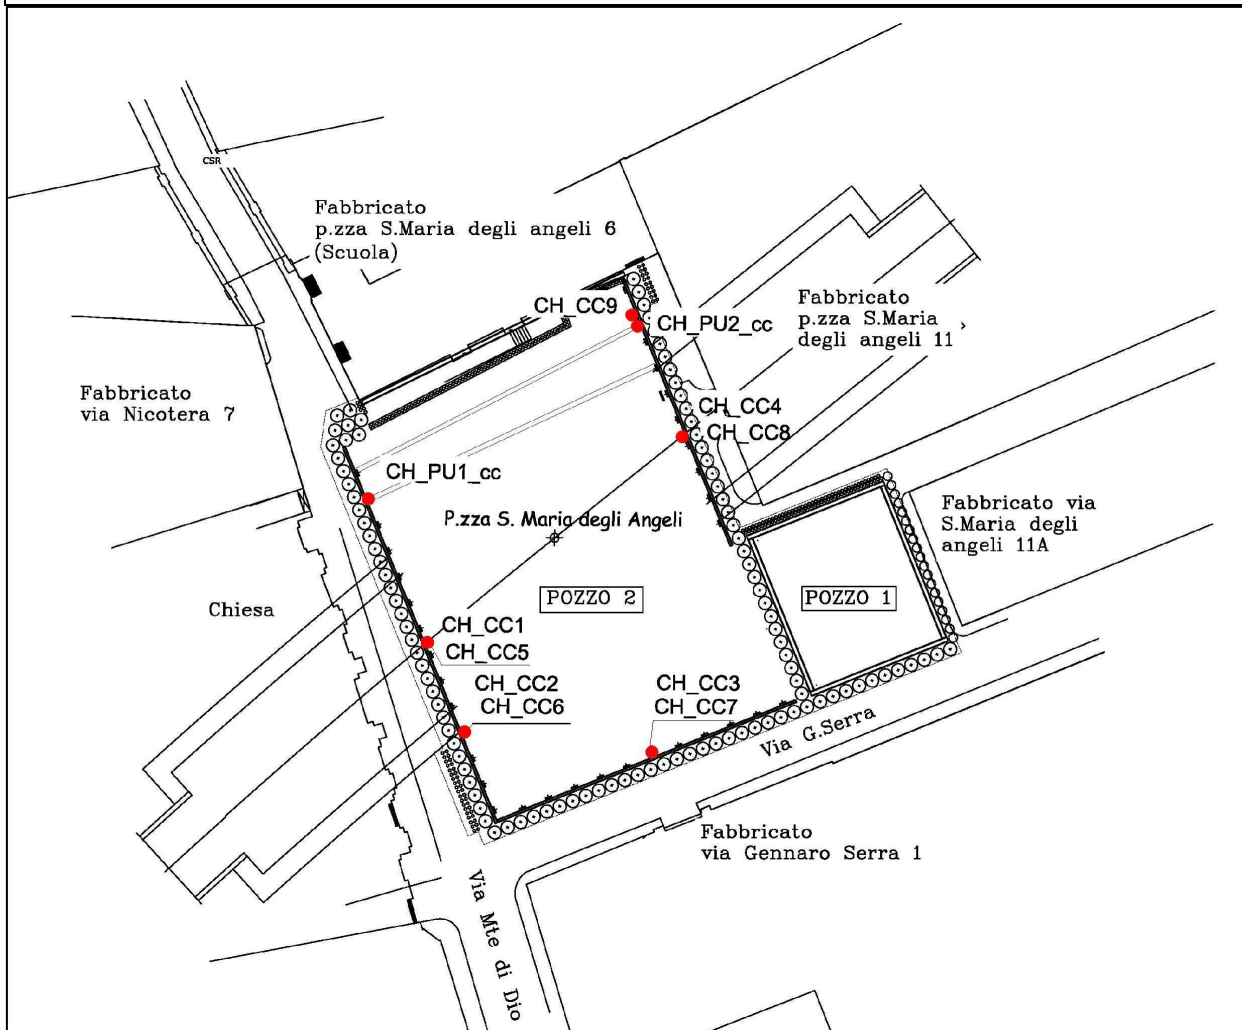 CSR
Fabbricato
p.zza S.Maria degli angeli 6
(Scuola)
CH_CC9
CH_PU2_cc
Fabbricato
p.zza S.Maria
degli angeli 11
Fabbricato
via Nicotera 7
CH_CC4
CH_CC8
CH_PU1_cc
P.zza S. Maria degli Angeli
Fabbricato via
S.Maria degli
angeli 11A
Chiesa
POZZO 2
POZZO 1
CH_CC1
CH_CC5
CH_CC2
CH_CC6
CH_CC3
CH_CC7
Via G.Serra
Fabbricato
via Gennaro Serra 1
Via Mte di Dio